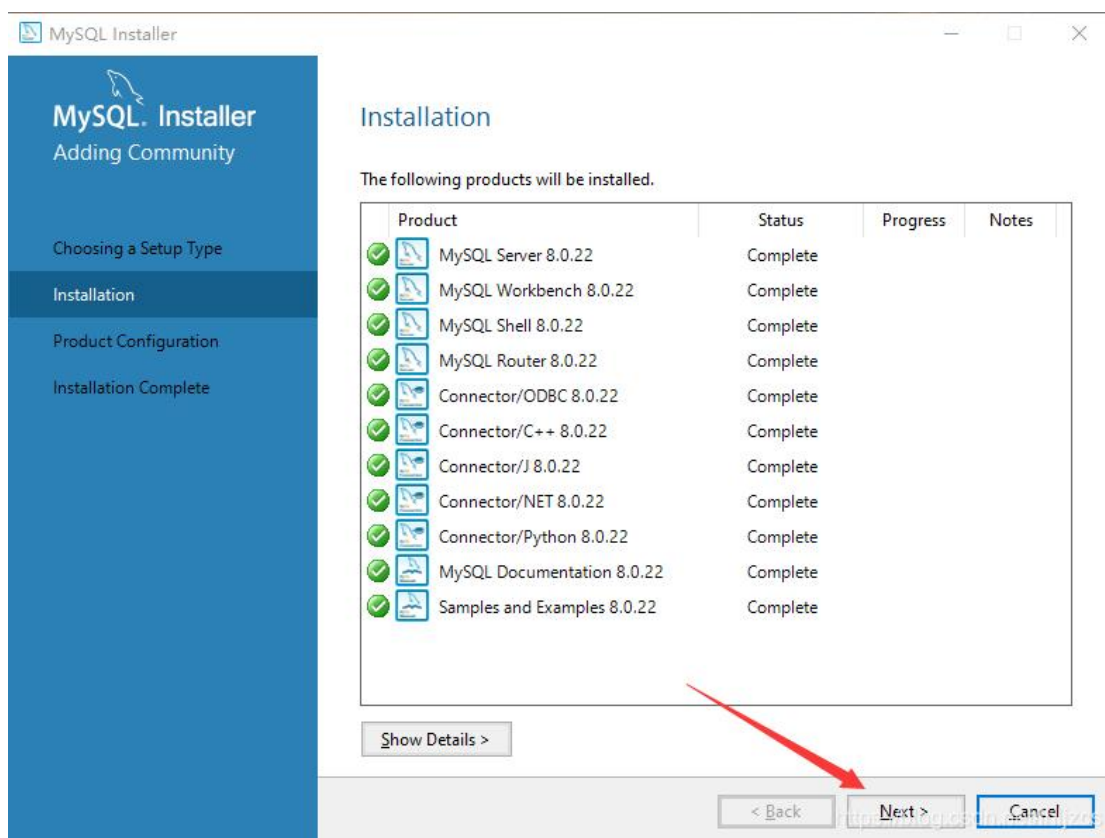 MySQL Installer
MySQL. Installer
Adding Community
Choosing a Setup Type
Installation
Product Configuration
Installation Complete
Installation
The following products will be installed.
Product Status Progress Notes
MySQL Server 8.0.22 Complete
MySQL Workbench 8.0.22 Complete
MySQL Shell 8.0.22 Complete
MySQL Router 8.0.22 Complete
Connector/ODBC 8.0.22 Complete
Connector/C++ 8.0.22 Complete
Connector/J 8.0.22 Complete
Connector/NET 8.0.22 Complete
Connector/Python 8.0.22 Complete
MySQL Documentation 8.0.22 Complete
Samples and Examples 8.0.22 Complete
Show Details >
< Back Next > Cancel